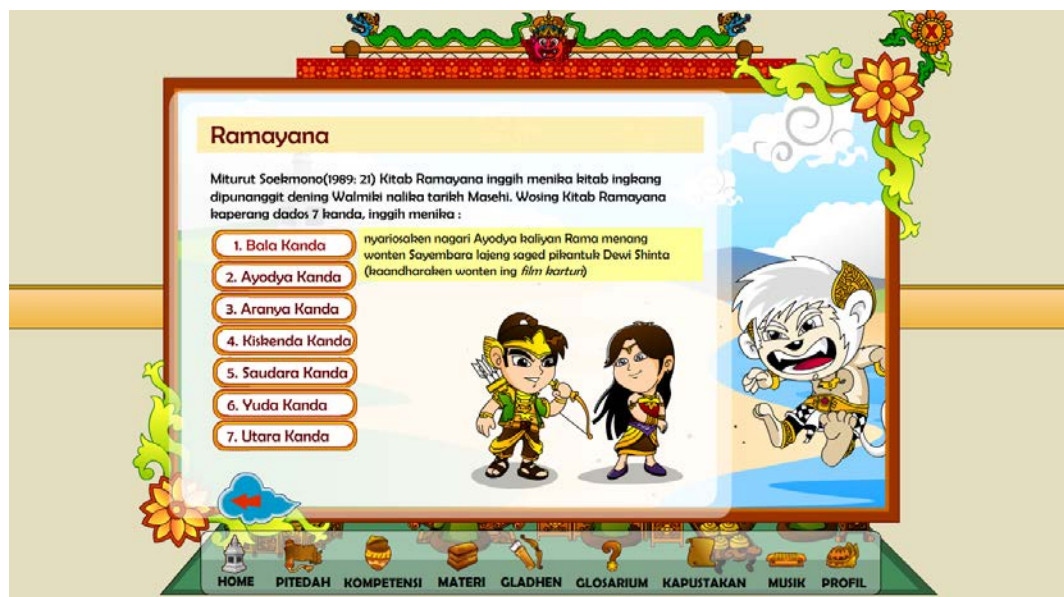 X
Ramayana
Miturut Soekmono(1989: 21) Kitab Ramayana inggih menika kitab ingkang
dipunanggit dening Walmiki nalika tarikh Masehi. Wosing Kitab Ramayana
kaperang dados 7 kanda, inggih menika :
1. Bala Kanda
2. Ayodya Kanda
3. Aranya Kanda
4. Kiskenda Kanda
5. Saudara Kanda
6. Yuda Kanda
7. Utara Kanda
nyariosaken nagari Ayodya kaliyan Rama menang
wonten Sayembara lajeng saged pikantuk Dewi Shinta
(kaandharaken wonten ing film kartun)
HOME PITEDAH KOMPETENSI MATERI GLADHEN GLOSARIUM KAPUSTAKAN MUSIK PROFIL